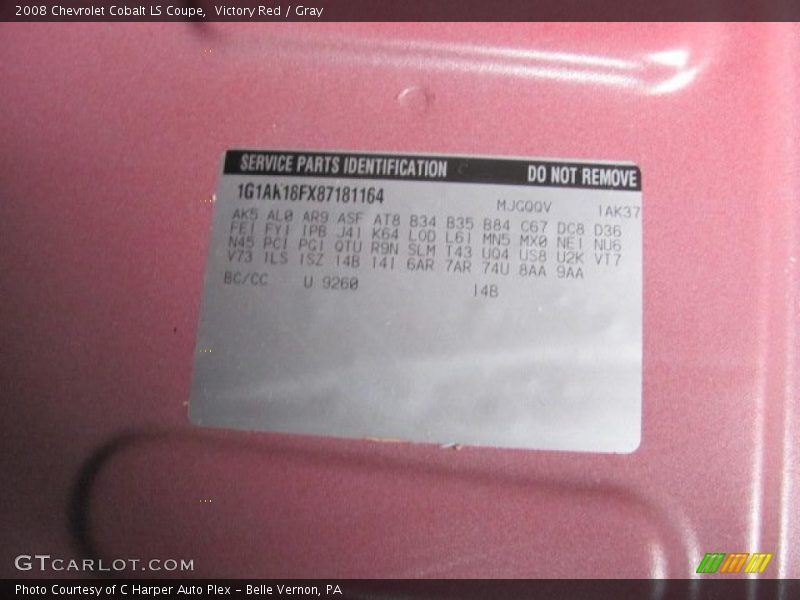 2008 Chevrolet Cobalt LS Coupe,  Victory Red / Gray
SERVICE PARTS IDENTIFICATION DO NOT REMOVE
1G1AK18FX87181164 MJGQQV 1AK37
AK5 AL0 AR9 ASF AT8 B34 B35 B84 C67 DC8 D36
FE1 FY1 IPB J41 K64 LOD L61 MN5 MX0 NE1 NU6
N45 PC1 PG1 QTU R9N SLM T43 UQ4 US8 U2K VT7
V73 1LS 1SZ 14B 14I 6AR 7AR 74U 8AA 9AA
BC/CC U 9260 14B
GTCARLOT.COM
Photo Courtesy of C Harper Auto Plex - Belle Vernon, PA